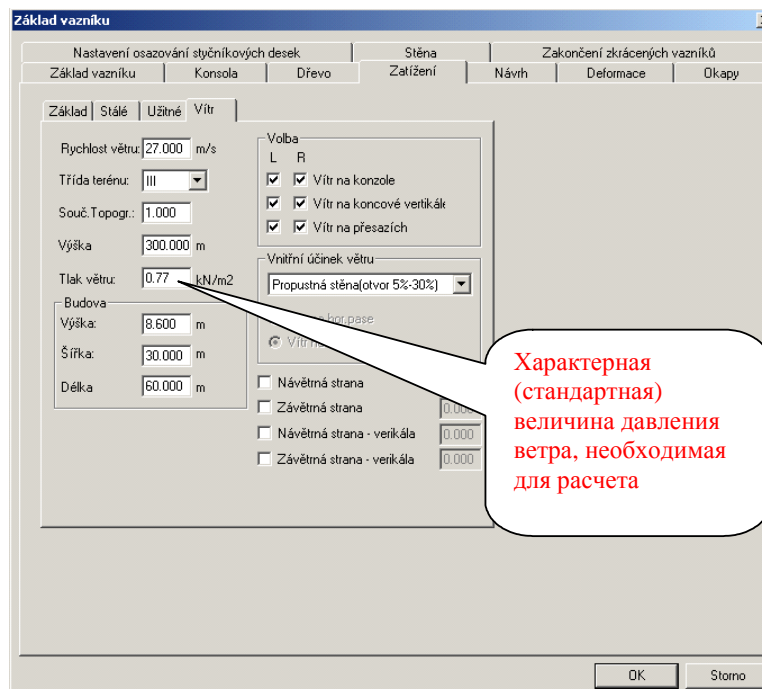 Základ vazníku
Nastavení osazování styčníkových desek Stěna Zakončení zkrácených vazníků
Základ vazníku Konsola Dřevo Zatížení Návrh Deformace Okapy
Základ Stálé Užitné Vítr
Rychlost větru: 27.000 m/s
Třída terénu: III
Souč.Topogr.: 1.000
Výška 300.000 m
Tlak větru: 0.77 kN/m2
Budova
Výška: 8.600 m
Šířka: 30.000 m
Délka 60.000 m
Volba
L R
Vítr na konzole
Vítr na koncové vertikále
Vítr na přesazích
Vnitřní účinek větru
Propustná stěna(otvor 5%-30%)
hor.pase
Vítr na
Návětrná strana
Závětrná strana 0.000
Návětrná strana - verikála 0.000
Závětrná strana - verikála 0.000
Характерная
(стандартная)
величина давления
ветра, необходимая
для расчета
OK Storno